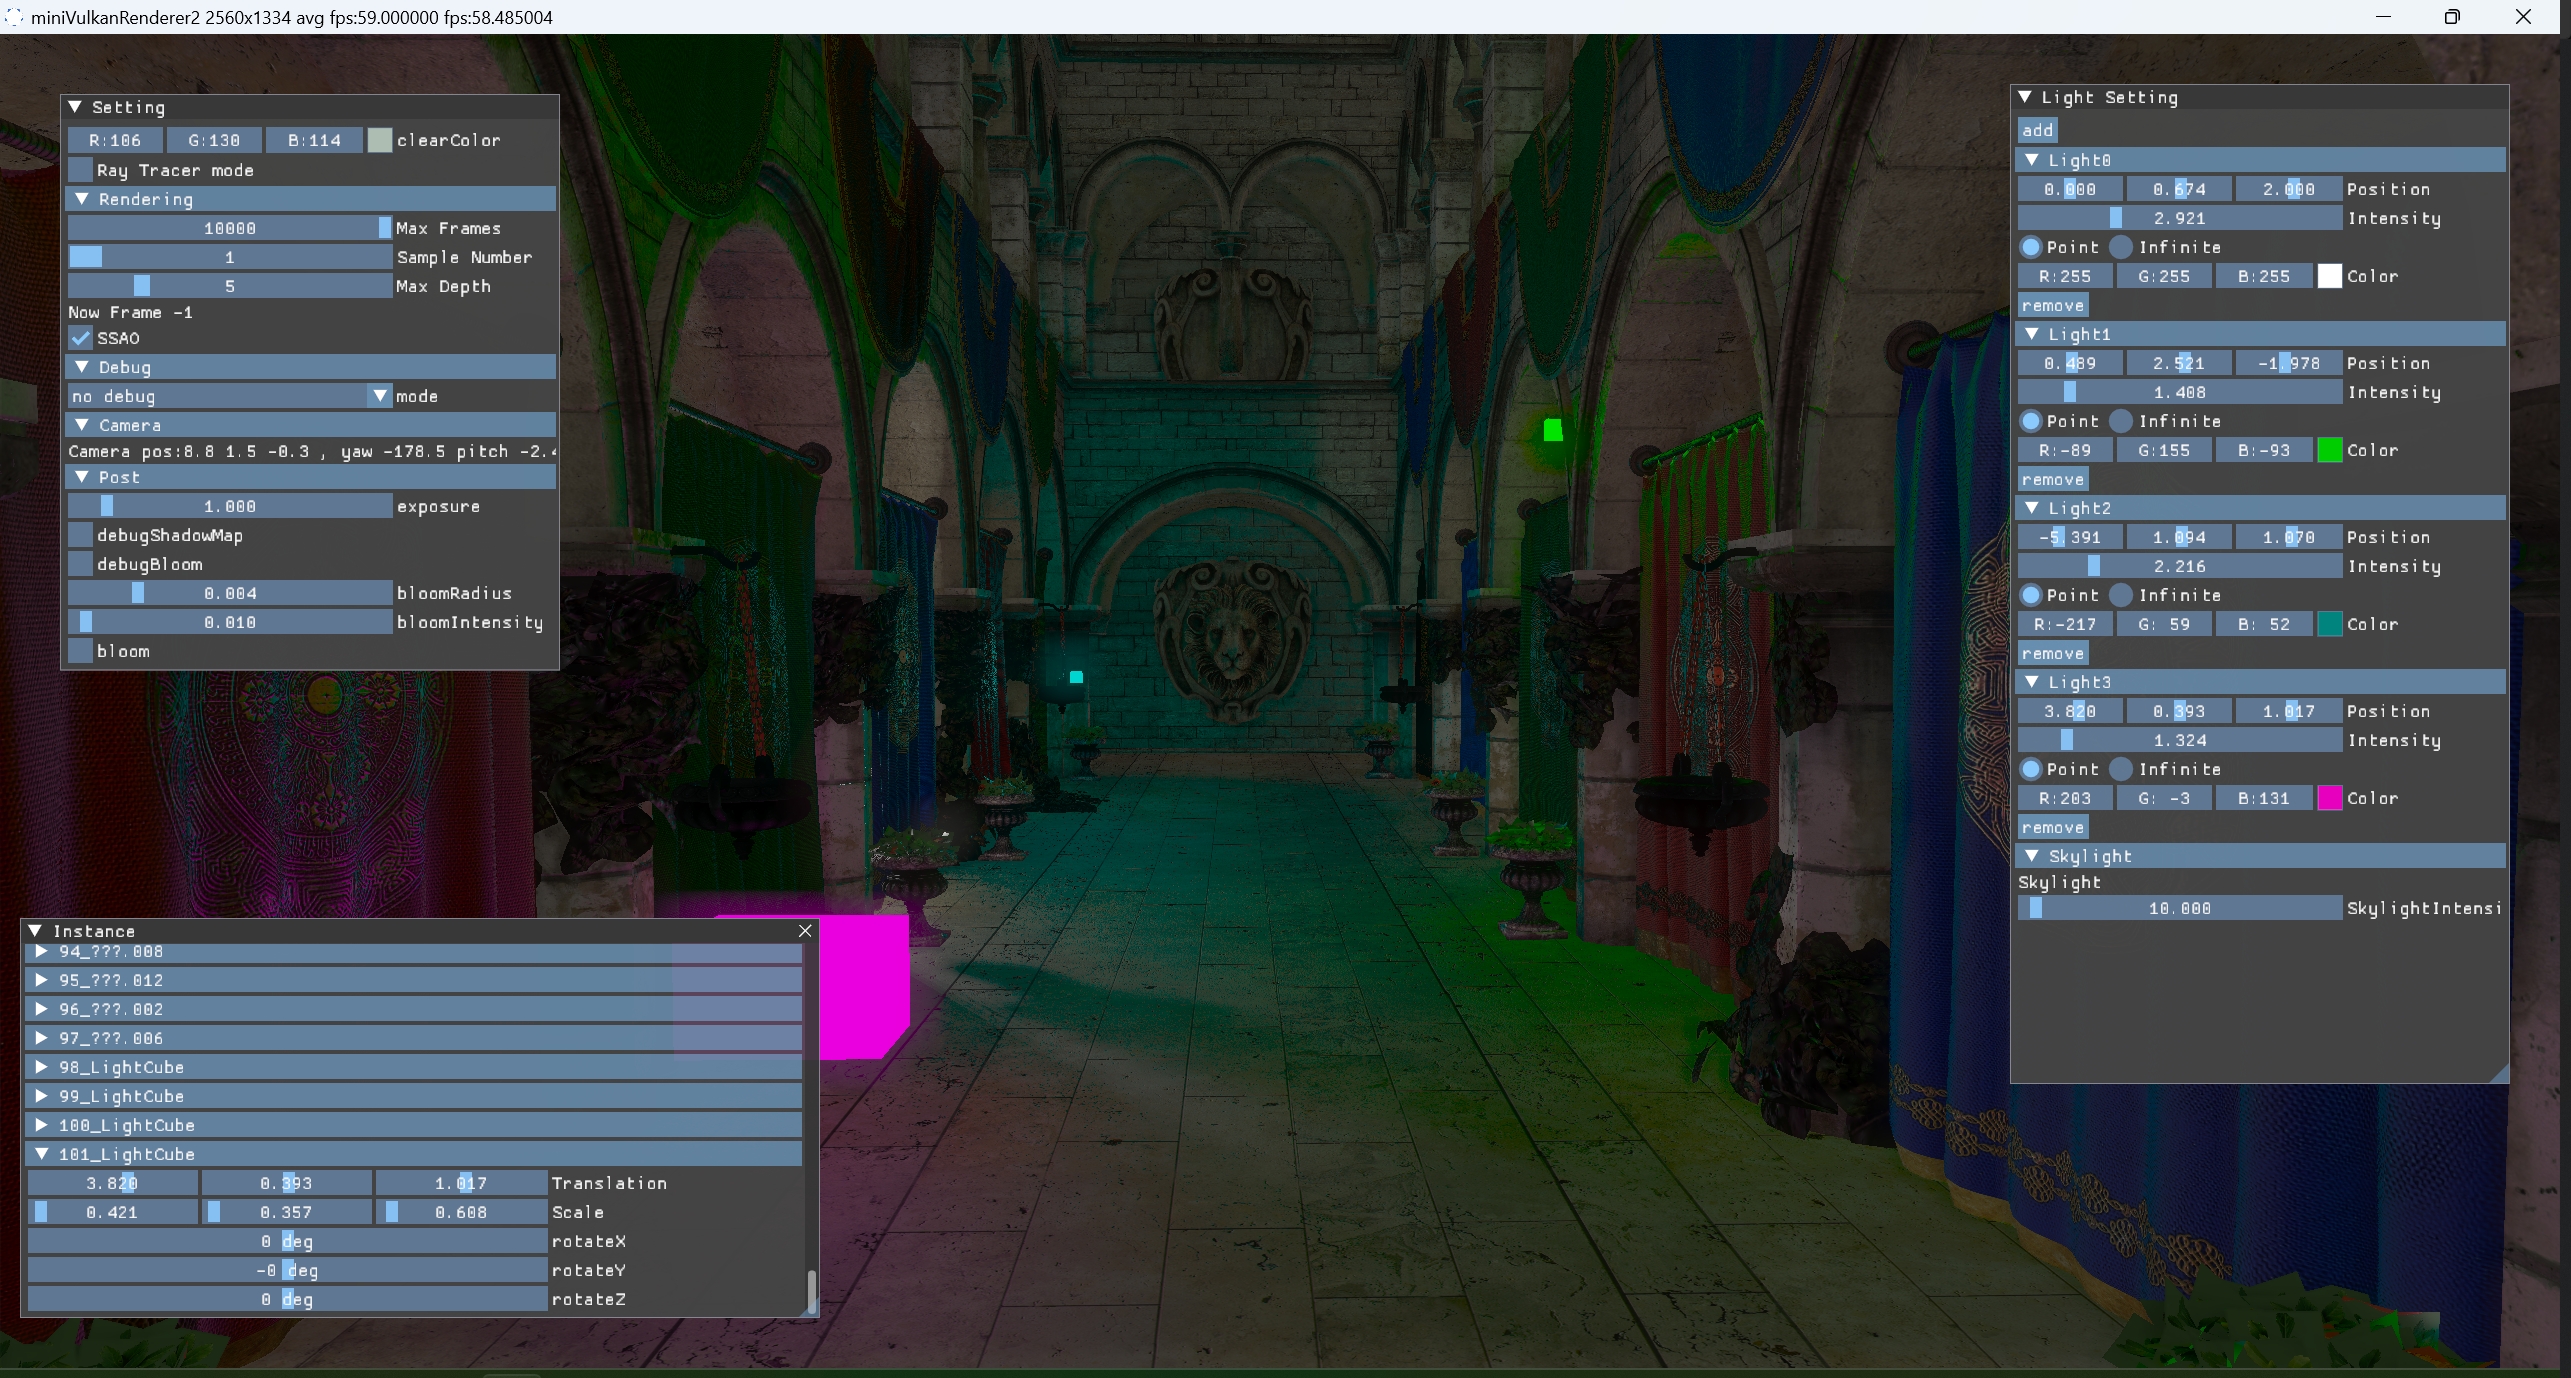 miniVulkanRenderer2 2560x1334 avg fps:59.000000 fps:58.485004
Setting
R:106 G:130 B:114 clearColor
Ray Tracer mode
Rendering
10000 Max Frames
1 Sample Number
5 Max Depth
Now Frame -1
SSAO
Debug
no debug mode
Camera
Camera pos:8.8 1.5 -0.3 , yaw -178.5 pitch -2.4
Post
1.000 exposure
debugShadowMap
debugBloom
0.004 bloomRadius
0.010 bloomIntensity
bloom
Instance
94_???.008
95_???.012
96_???.002
97_???.006
98_LightCube
99_LightCube
100_LightCube
101_LightCube
3.820 0.393 1.017 Translation
0.421 0.357 0.608 Scale
0 deg rotateX
-0 deg rotateY
0 deg rotateZ
Light Setting
add
Light0
0.000 0.674 2.000 Position
2.921 Intensity
Point Infinite
R:255 G:255 B:255 Color
remove
Light1
0.489 2.521 -1.978 Position
1.408 Intensity
Point Infinite
R:-89 G:155 B:-93 Color
remove
Light2
-5.391 1.094 1.070 Position
2.216 Intensity
Point Infinite
R:-217 G: 59 B: 52 Color
remove
Light3
3.820 0.393 1.017 Position
1.324 Intensity
Point Infinite
R:203 G: -3 B:131 Color
remove
Skylight
Skylight
10.000 SkylightIntensi